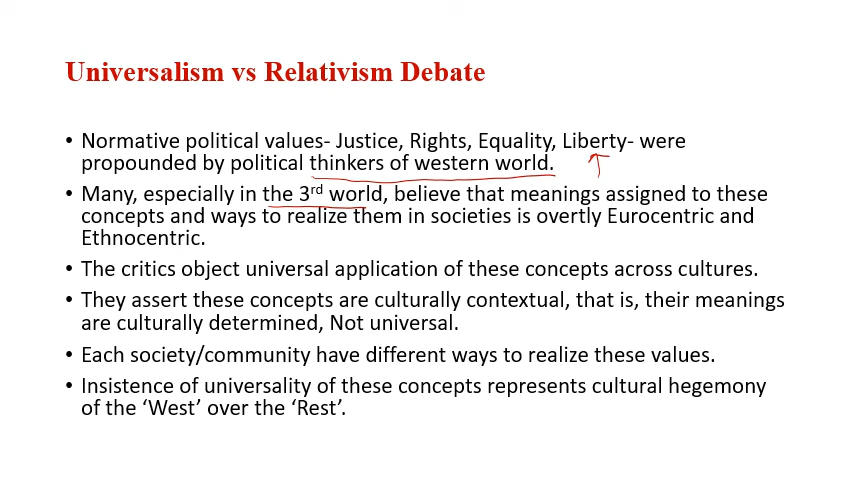 Universalism vs Relativism Debate
• Normative political values- Justice, Rights, Equality, Liberty- were
propounded by political thinkers of western world.
• Many, especially in the 3rd world, believe that meanings assigned to these
concepts and ways to realize them in societies is overtly Eurocentric and
Ethnocentric.
• The critics object universal application of these concepts across cultures.
• They assert these concepts are culturally contextual, that is, their meanings
are culturally determined, Not universal.
• Each society/community have different ways to realize these values.
• Insistence of universality of these concepts represents cultural hegemony
of the ‘West’ over the ‘Rest’.